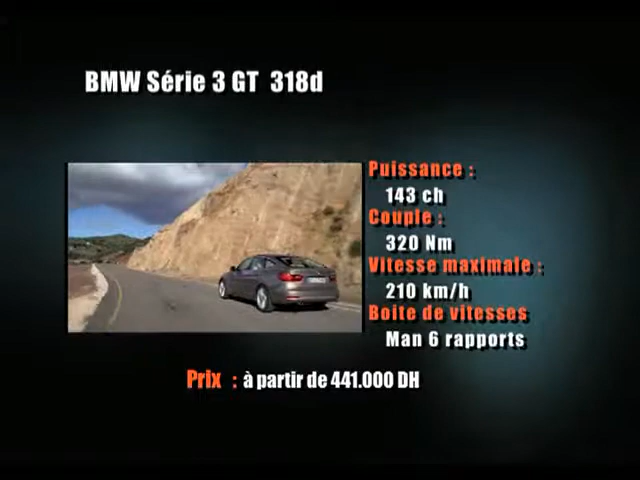 BMW Série 3 GT 318d
Puissance :
143 ch
Couple :
320 Nm
Vitesse maximale :
210 km/h
Boite de vitesses
Man 6 rapports
Prix : à partir de 441.000 DH